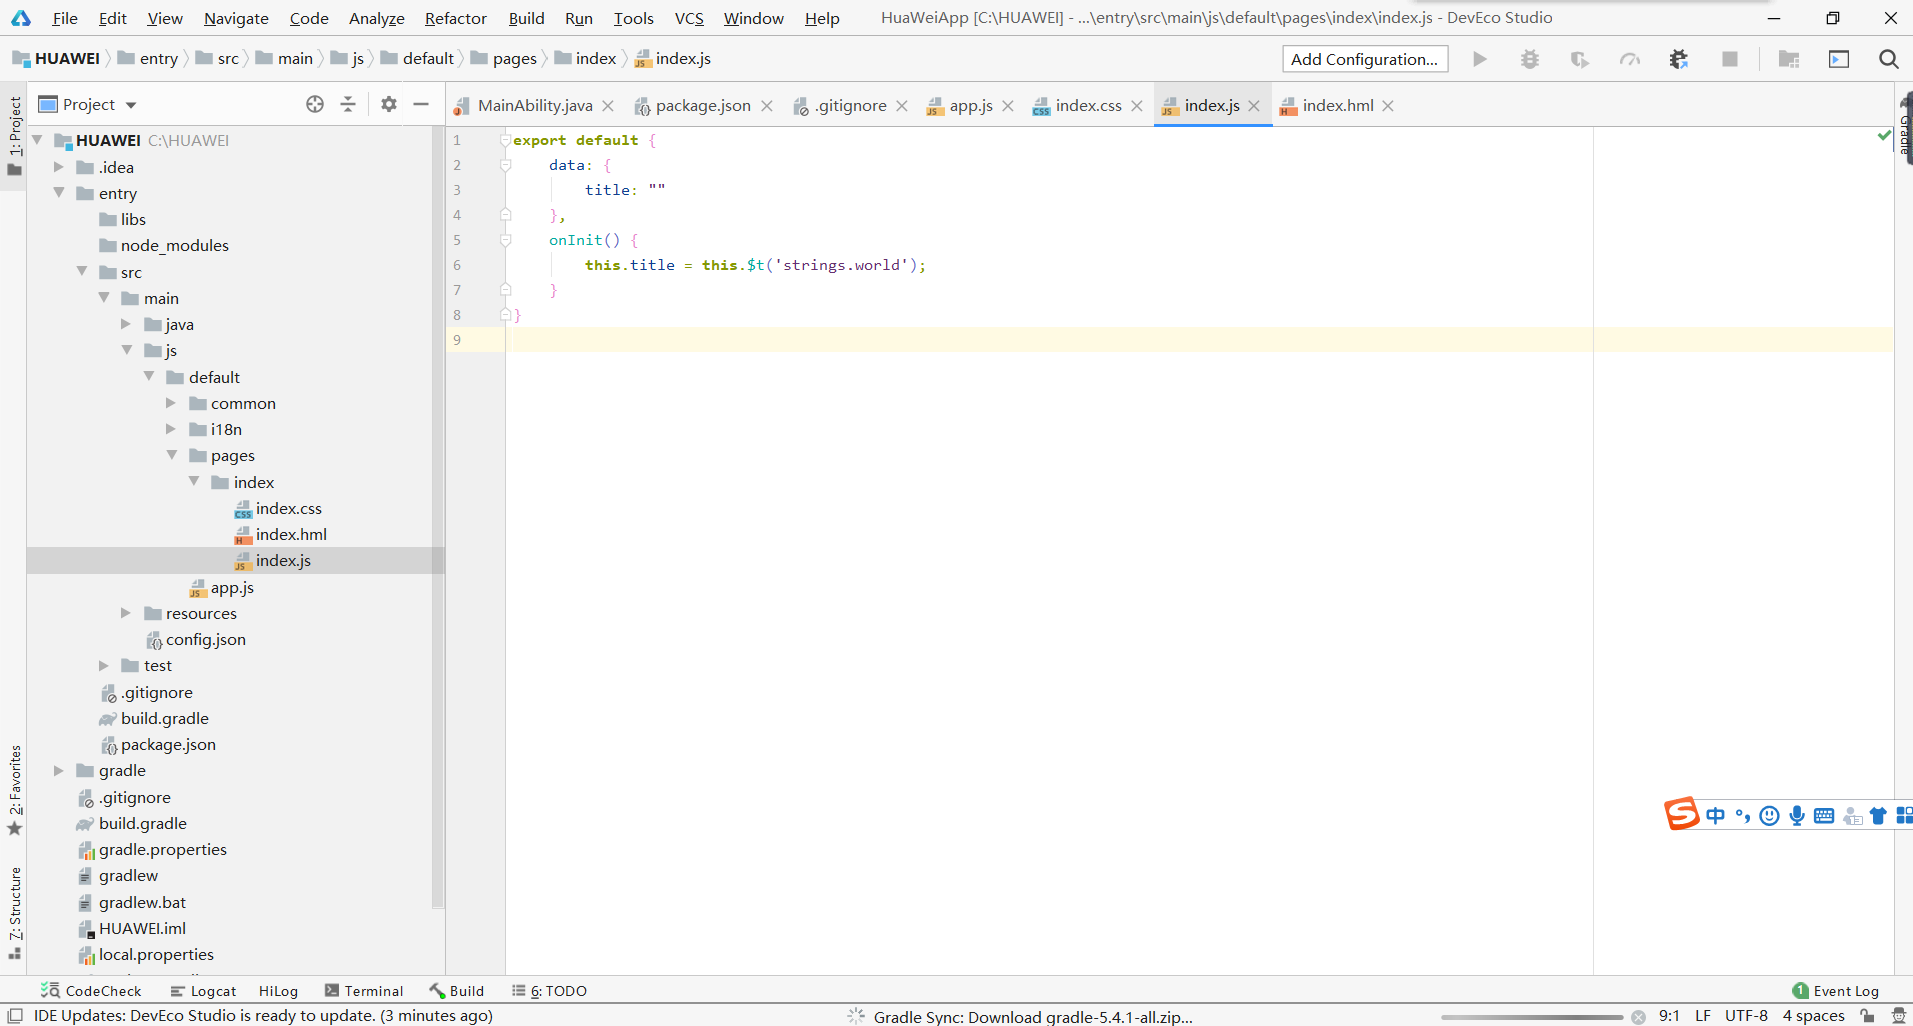 File Edit View Navigate Code Analyze Refactor Build Run Tools VCS Window Help HuaWeiApp [C:\HUAWEI] - ...\entry\src\main\js\default\pages\index\index.js - DevEco Studio
HUAWEI entry src main js default pages index index.js Add Configuration...
1: Project
Project
MainAbility.java package.json .gitignore app.js index.css index.js index.hml
Gradle
HUAWEI C:\HUAWEI
.idea
entry
libs
node_modules
src
main
java
js
default
common
i18n
pages
index
index.css
index.hml
index.js
app.js
resources
config.json
test
.gitignore
build.gradle
package.json
gradle
.gitignore
build.gradle
gradle.properties
gradlew
gradlew.bat
HUAWEI.iml
local.properties
1 export default {
2 data: {
3 title: ""
4 },
5 onInit() {
6 this.title = this.$t('strings.world');
7 }
8 }
9
2: Favorites
7: Structure
中
CodeCheck Logcat HiLog Terminal Build 6: TODO 1 Event Log
IDE Updates: DevEco Studio is ready to update. (3 minutes ago) Gradle Sync: Download gradle-5.4.1-all.zip... 9:1 LF UTF-8 4 spaces